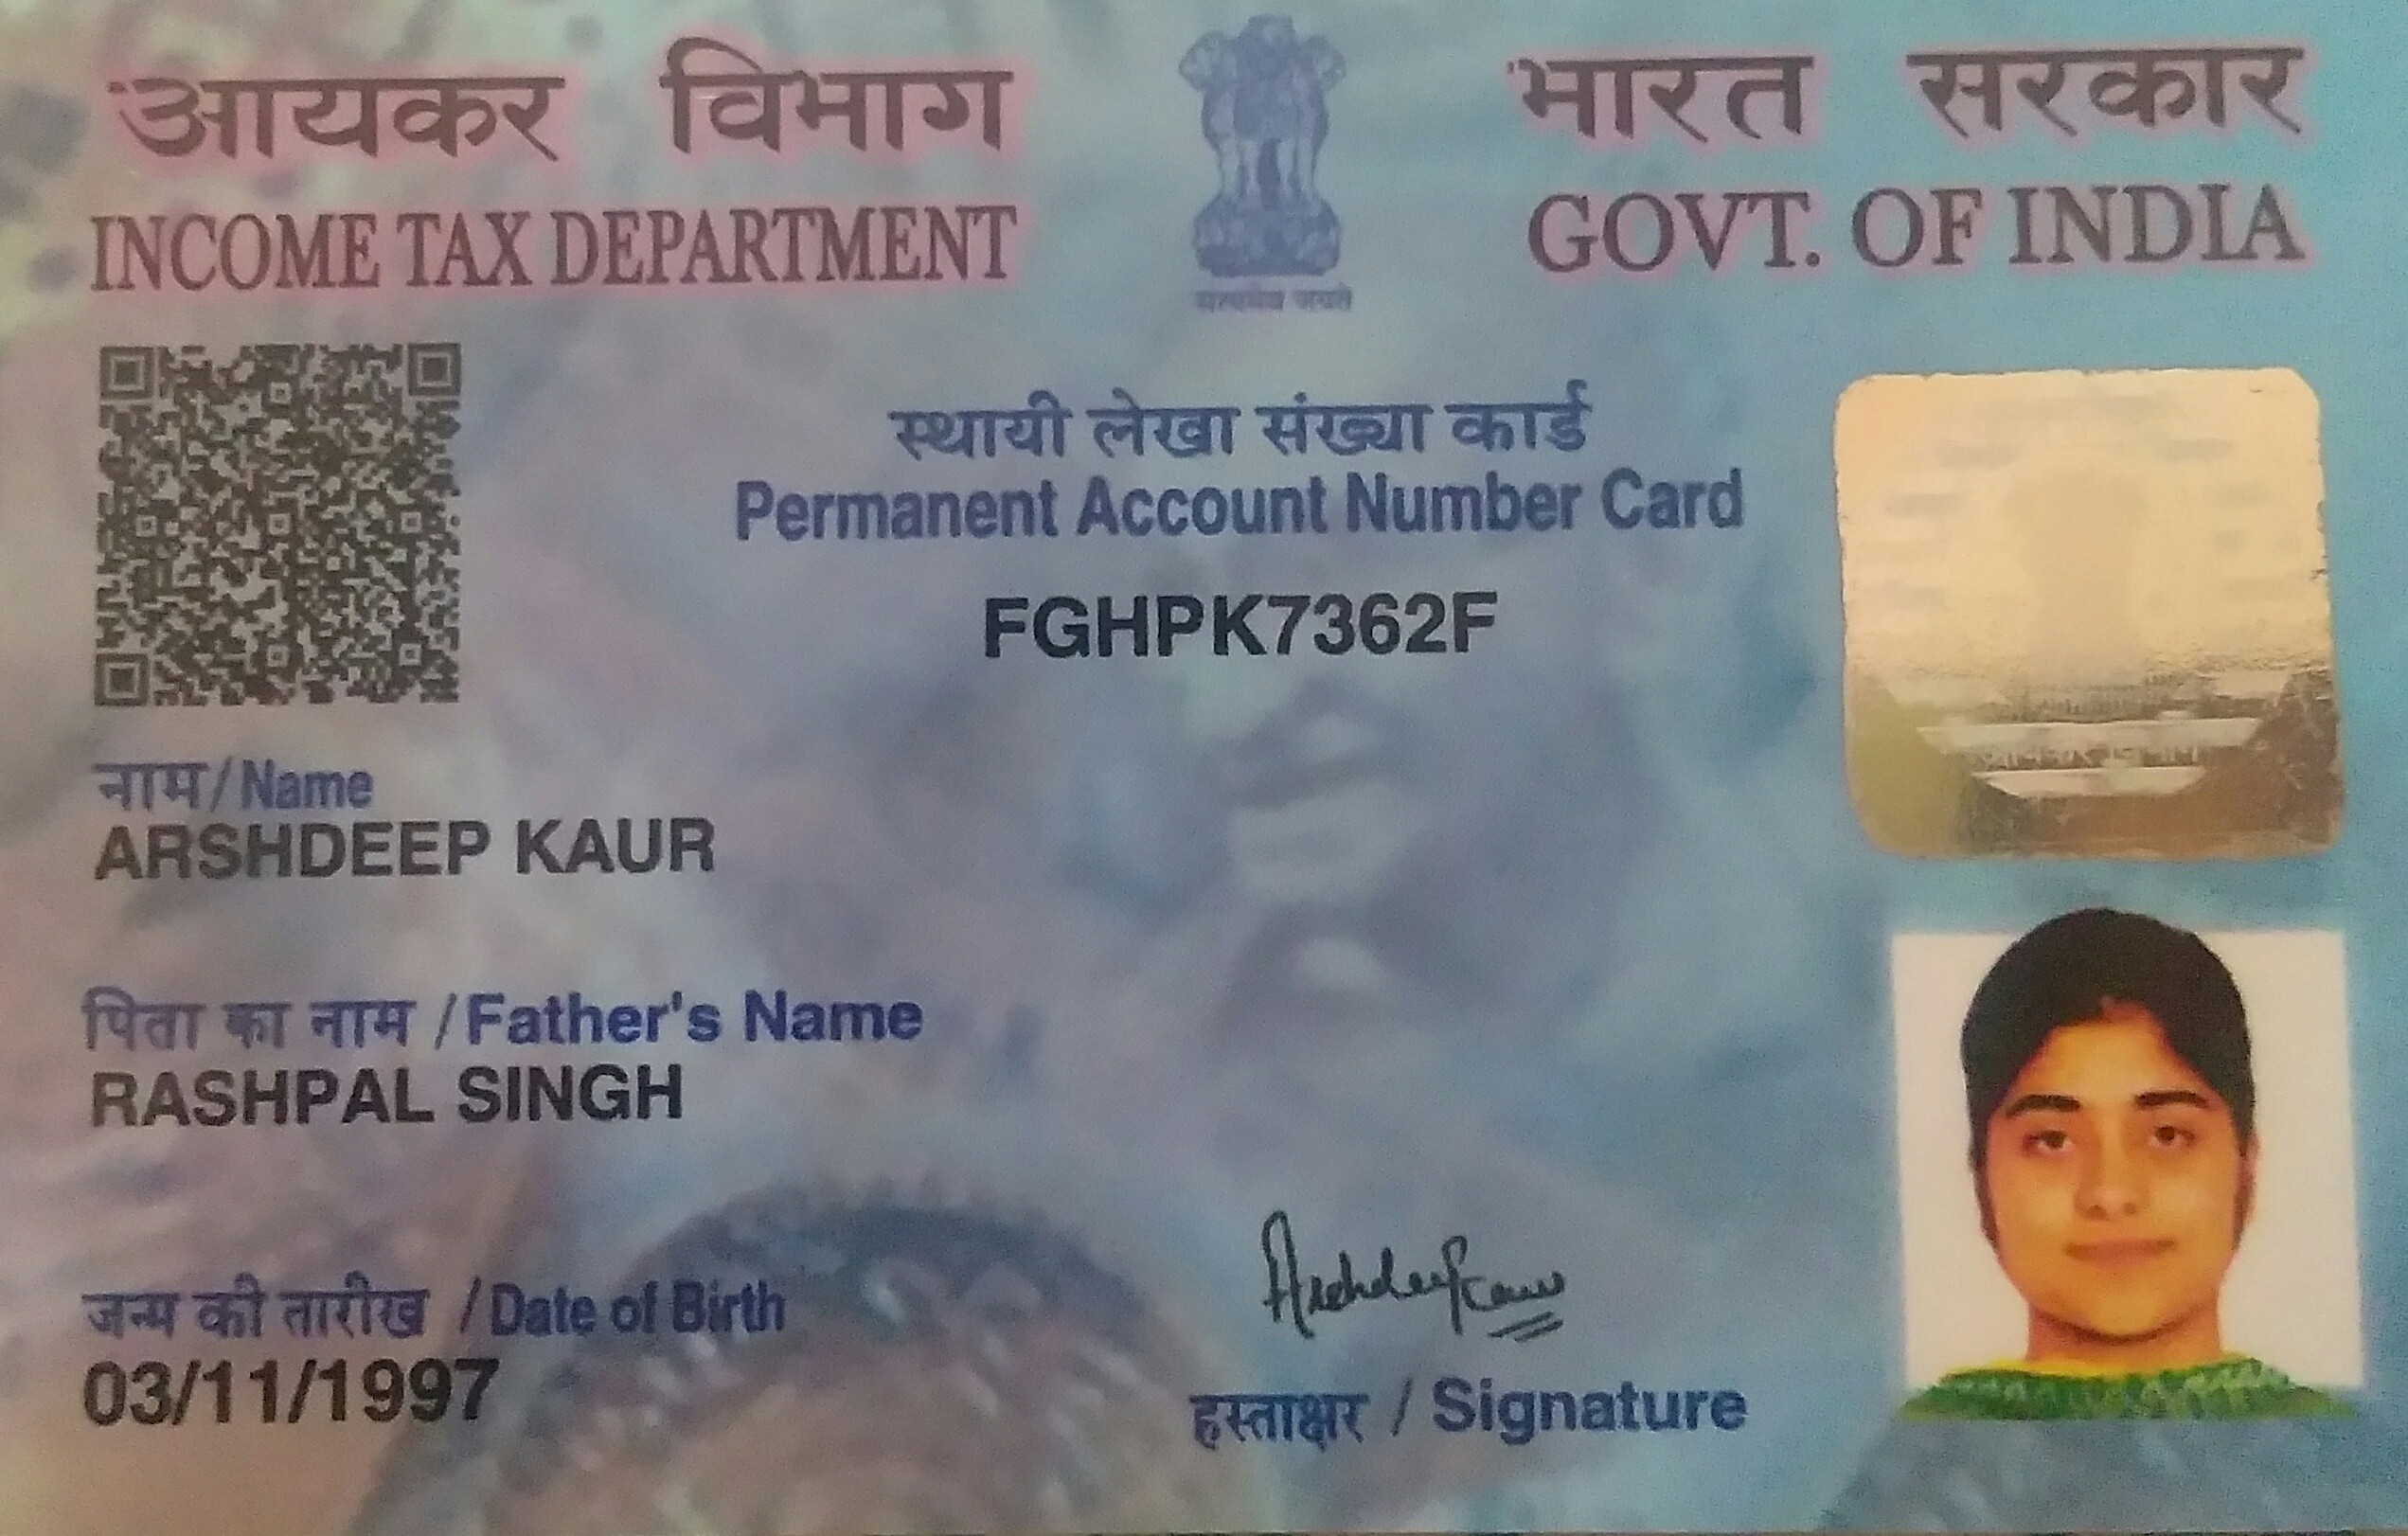 आयकर विभाग
INCOME TAX DEPARTMENT
सत्यमेव जयते
भारत सरकार
GOVT. OF INDIA
स्थायी लेखा संख्या कार्ड
Permanent Account Number Card
FGHPK7362F
नाम / Name
ARSHDEEP KAUR
पिता का नाम / Father's Name
RASHPAL SINGH
जन्म की तारीख / Date of Birth
03/11/1997
Arshdeep Kaur
हस्ताक्षर / Signature